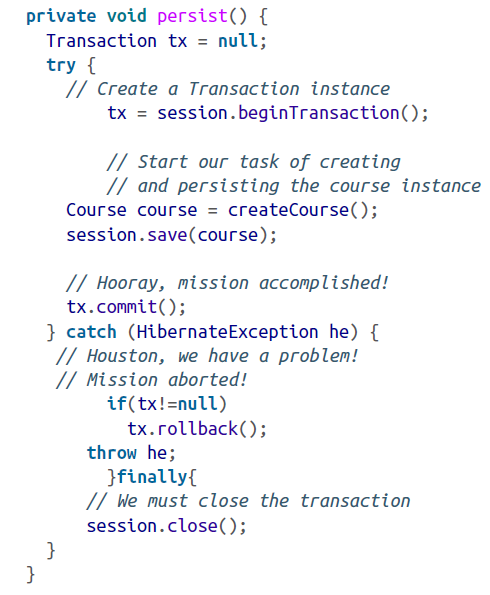 private void persist() {
  Transaction tx = null;
  try {
    // Create a Transaction instance
        tx = session.beginTransaction();

        // Start our task of creating
        // and persisting the course instance
    Course course = createCourse();
    session.save(course);

    // Hooray, mission accomplished!
    tx.commit();
  } catch (HibernateException he) {
   // Houston, we have a problem!
   // Mission aborted!
        if(tx!=null)
          tx.rollback();
      throw he;
        }finally{
      // We must close the transaction
      session.close();
  }
}